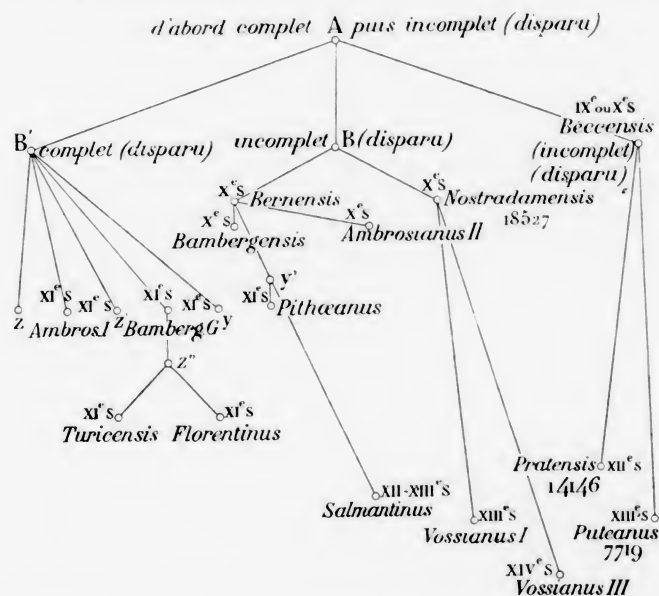 d'abord complet A puis incomplet (disparu)
IXᵉ ou Xᵉ S
B' complet (disparu)
incomplet B (disparu)
Beccensis
(incomplet)
(disparu)
Xᵉ S Bernensis
Xᵉ S Nostradamensis
18527
Xᵉ S Bambergensis
Xᵉ S Ambrosianus II
y'
XIᵉ S Pithœanus
z
XIᵉ S Ambros. I
XIᵉ S z'
XIᵉ S Bamberg G
XIᵉ S y
z"
XIᵉ S Turicensis
XIᵉ S Florentinus
Pratensis XIIᵉ S
14146
XII-XIIIᵉ S
Salmantinus
XIIIᵉ S
Vossianus I
XIIIᵉ S
Puteanus
7719
XIVᵉ S
Vossianus III